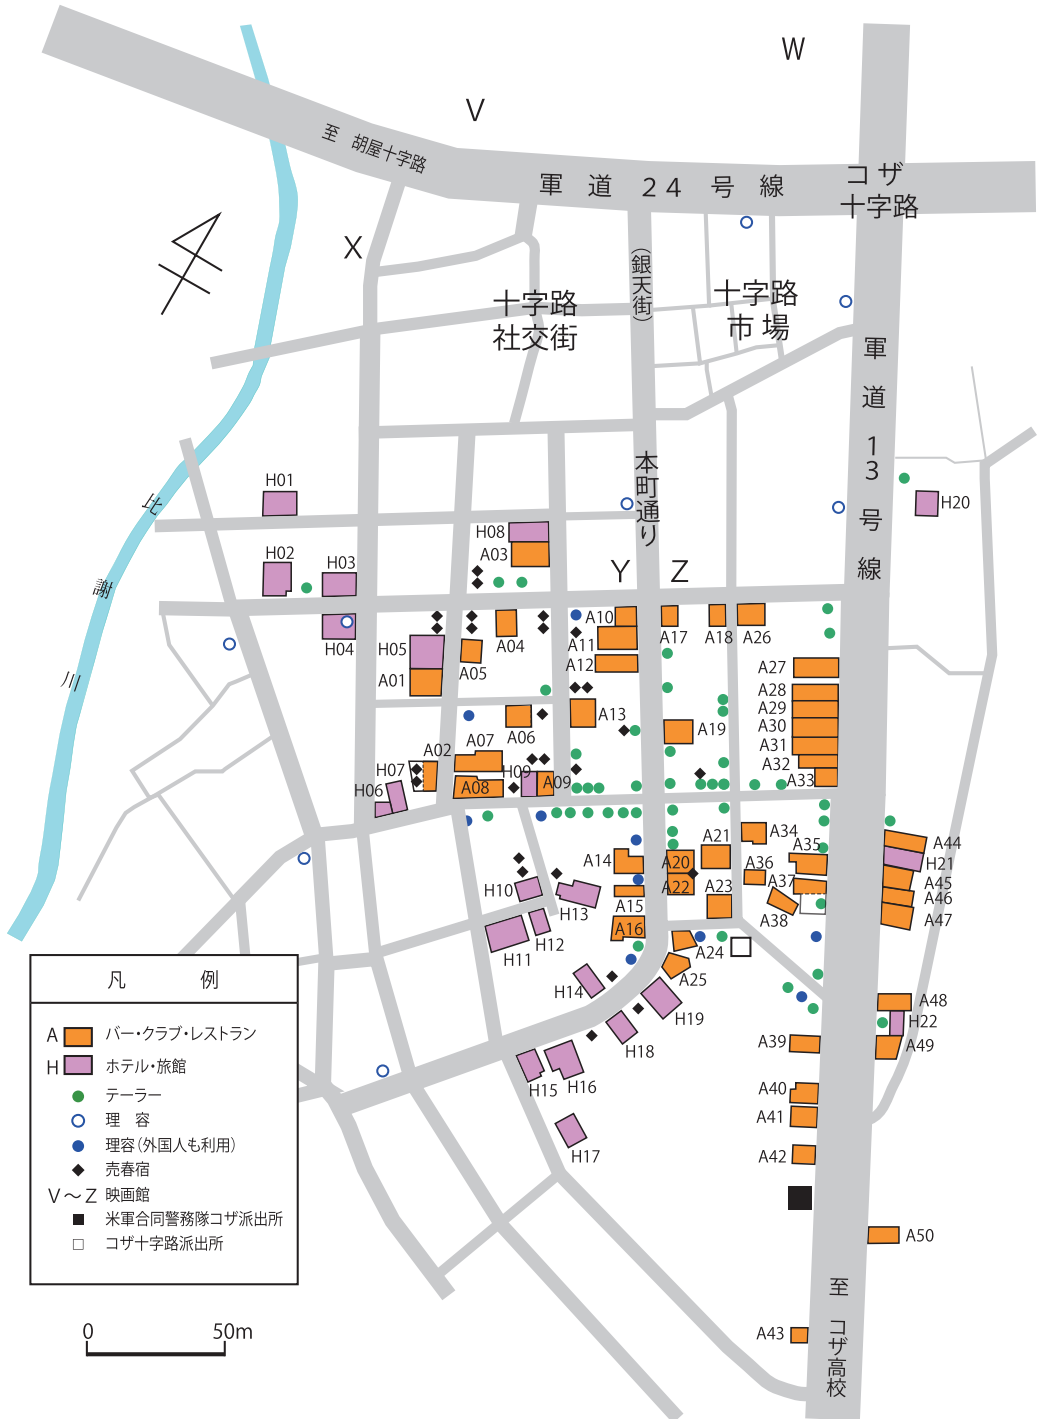 W
V
至 胡屋十字路
軍道24号線
コザ
十字路
X
(銀天街)
十字路
社交街
十字路
市場
軍道13号線
本町通り
比謝川
H01
H02
H03
H04
H08
A03
H20
Y
Z
A10
A11
A12
A17
A18
A26
H05
A01
A05
A04
A27
A28
A29
A30
A31
A32
A33
A13
A06
A19
A02
A07
H07
H06
A08
H09
A09
A21
A34
A35
A44
H21
A45
A46
A47
A14
A20
A36
A37
A22
A23
A15
A38
H10
H13
A16
H12
H11
A24
A25
H14
H19
A48
H22
A49
H18
A39
H15
H16
A40
A41
H17
A42
A50
A43
至 コザ高校
凡例
A バー・クラブ・レストラン
H ホテル・旅館
テーラー
理 容
理容(外国人も利用)
売春宿
V〜Z 映画館
米軍合同警務隊コザ派出所
コザ十字路派出所
0 50m